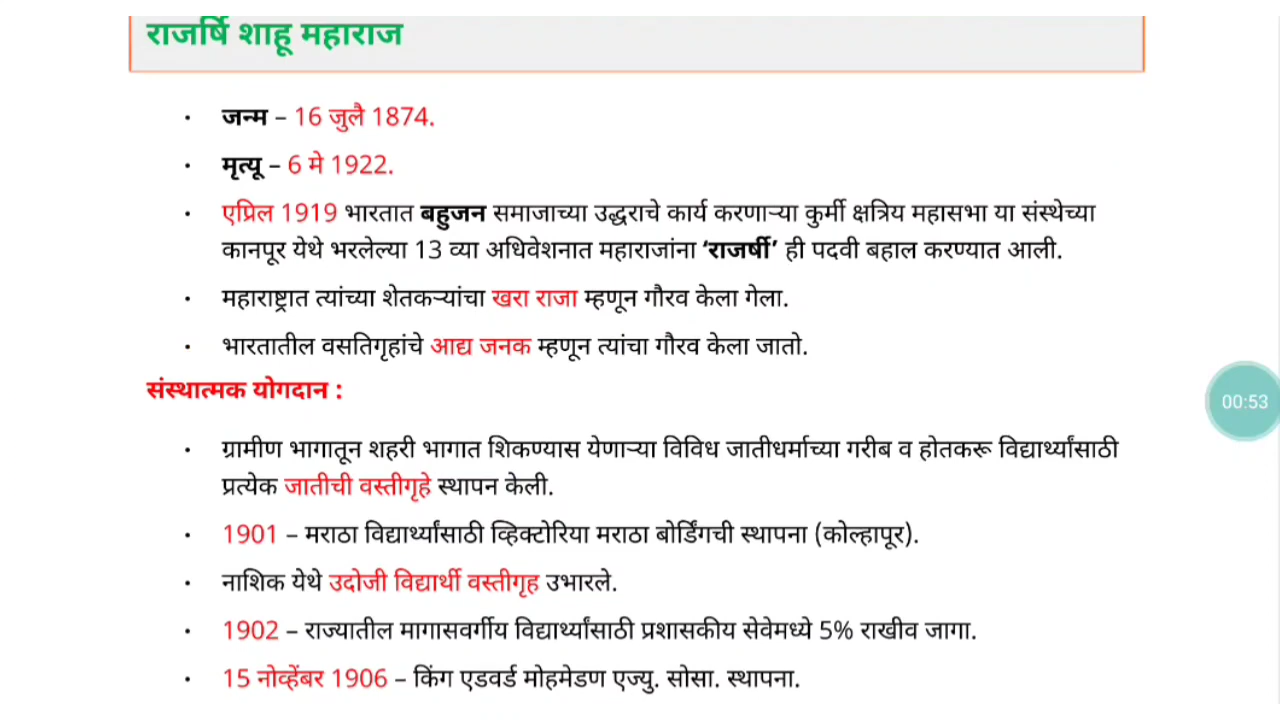 राजर्षि शाहू महाराज
• जन्म – 16 जुलै 1874.
• मृत्यू – 6 मे 1922.
• एप्रिल 1919 भारतात बहुजन समाजाच्या उद्धराचे कार्य करणाऱ्या कुर्मी क्षत्रिय महासभा या संस्थेच्या
कानपूर येथे भरलेल्या 13 व्या अधिवेशनात महाराजांना ‘राजर्षी’ ही पदवी बहाल करण्यात आली.
• महाराष्ट्रात त्यांच्या शेतकऱ्यांचा खरा राजा म्हणून गौरव केला गेला.
• भारतातील वसतिगृहांचे आद्य जनक म्हणून त्यांचा गौरव केला जातो.
संस्थात्मक योगदान :
• ग्रामीण भागातून शहरी भागात शिकण्यास येणाऱ्या विविध जातीधर्माच्या गरीब व होतकरू विद्यार्थ्यांसाठी
प्रत्येक जातीची वस्तीगृहे स्थापन केली.
• 1901 – मराठा विद्यार्थ्यांसाठी व्हिक्टोरिया मराठा बोर्डिंगची स्थापना (कोल्हापूर).
• नाशिक येथे उदोजी विद्यार्थी वस्तीगृह उभारले.
• 1902 – राज्यातील मागासवर्गीय विद्यार्थ्यांसाठी प्रशासकीय सेवेमध्ये 5% राखीव जागा.
• 15 नोव्हेंबर 1906 – किंग एडवर्ड मोहमेडण एज्यु. सोसा. स्थापना.
00:53